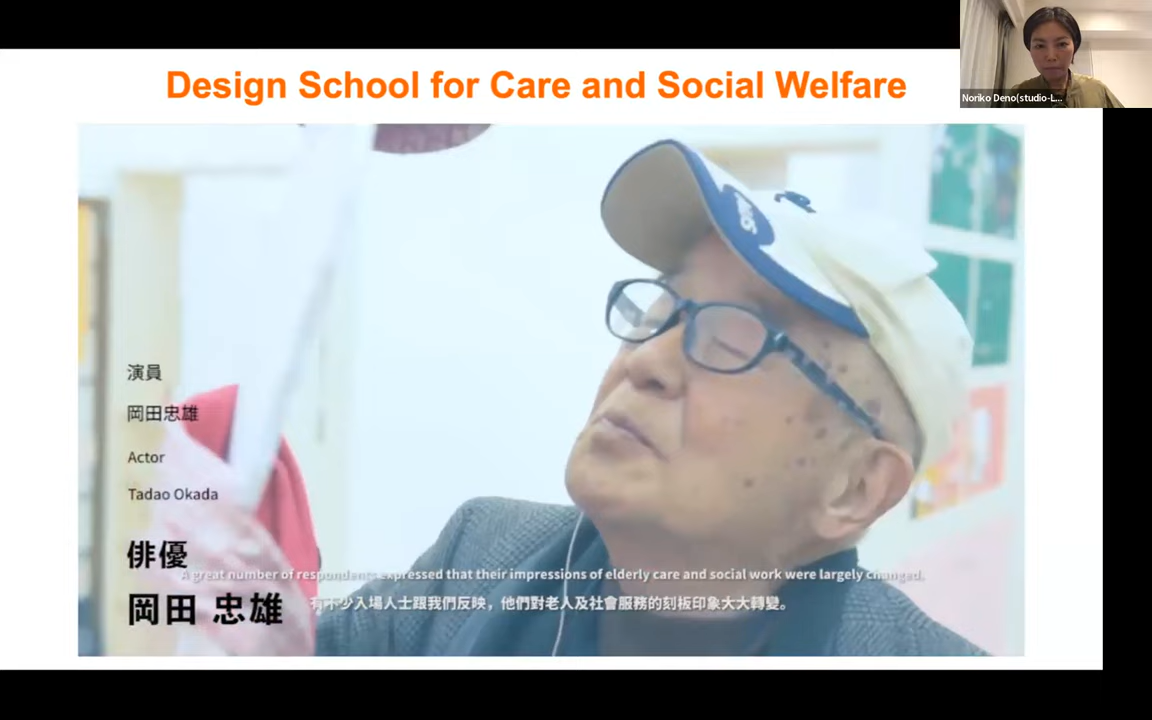 Design School for Care and Social Welfare
Noriko Deno(studio-L...
演員
岡田忠雄
Actor
Tadao Okada
俳優
岡田 忠雄
A great number of respondents expressed that their impressions of elderly care and social work were largely changed.
有不少入場人士跟我們反映，他們對老人及社會服務的刻板印象大大轉變。